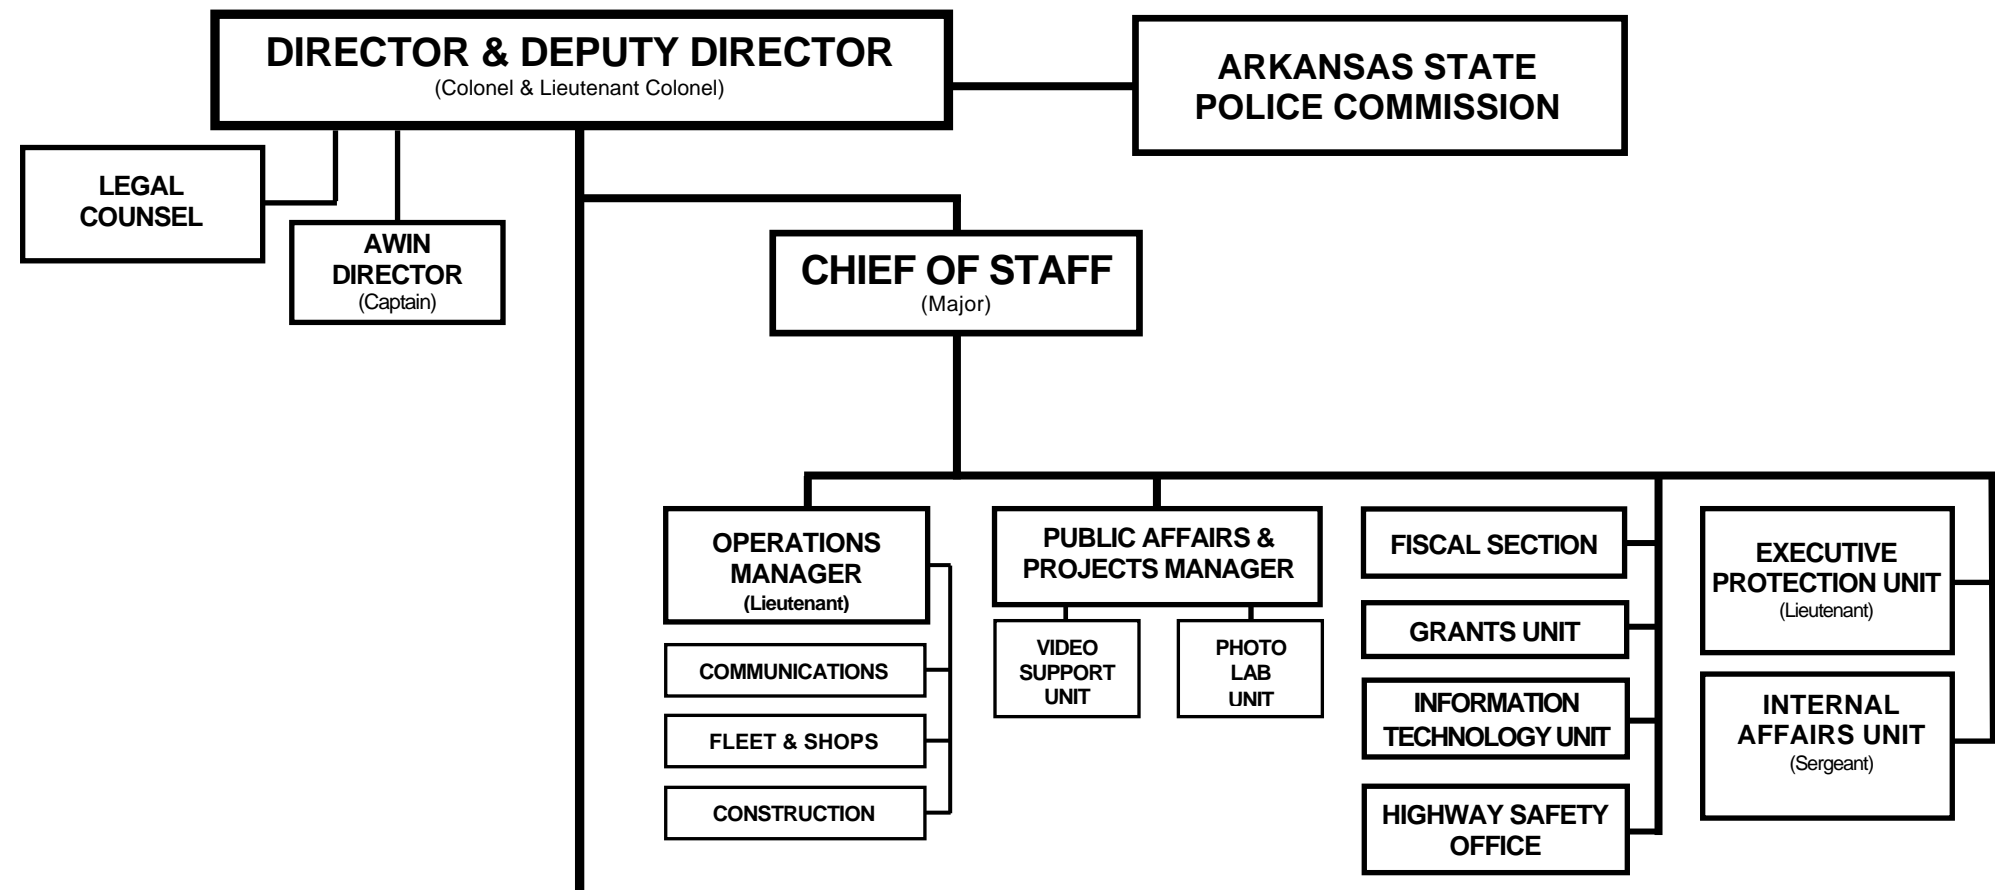 DIRECTOR & DEPUTY DIRECTOR
(Colonel & Lieutenant Colonel)
ARKANSAS STATE
POLICE COMMISSION
LEGAL
COUNSEL
AWIN
DIRECTOR
(Captain)
CHIEF OF STAFF
(Major)
OPERATIONS
MANAGER
(Lieutenant)
COMMUNICATIONS
FLEET & SHOPS
CONSTRUCTION
PUBLIC AFFAIRS &
PROJECTS MANAGER
VIDEO
SUPPORT
UNIT
PHOTO
LAB
UNIT
FISCAL SECTION
GRANTS UNIT
INFORMATION
TECHNOLOGY UNIT
HIGHWAY SAFETY
OFFICE
EXECUTIVE
PROTECTION UNIT
(Lieutenant)
INTERNAL
AFFAIRS UNIT
(Sergeant)